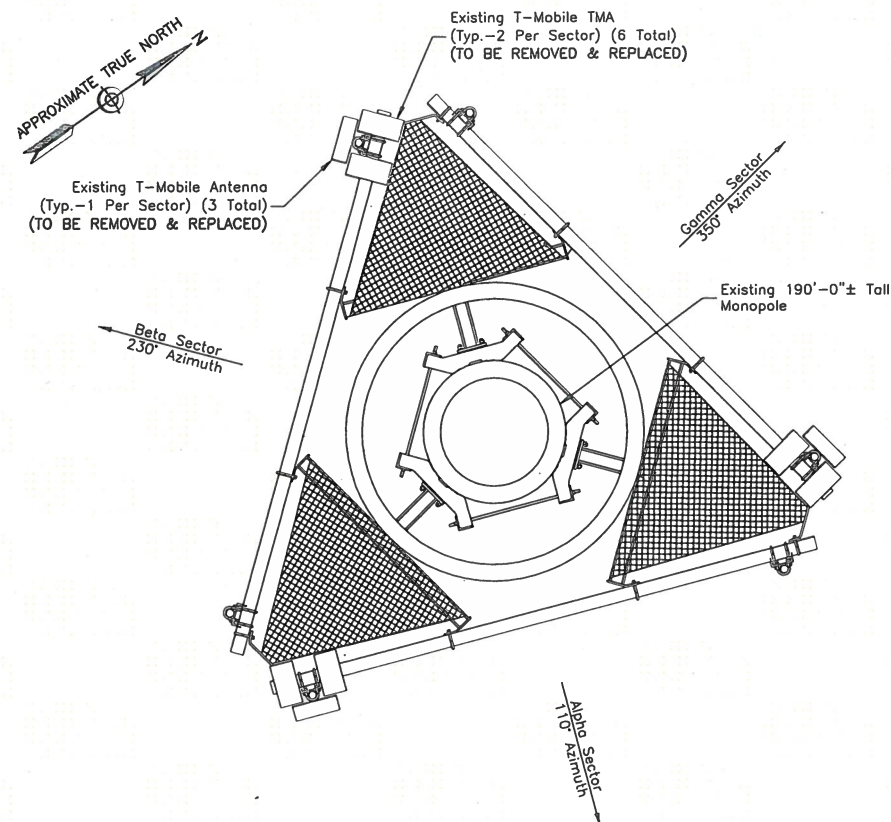 Existing T-Mobile TMA
(Typ.-2 Per Sector) (6 Total)
(TO BE REMOVED & REPLACED)
APPROXIMATE TRUE NORTH
N
Existing T-Mobile Antenna
(Typ.-1 Per Sector) (3 Total)
(TO BE REMOVED & REPLACED)
Gamma Sector
350° Azimuth
Existing 190'-0"± Tall
Monopole
Beta Sector
230° Azimuth
Alpha Sector
110° Azimuth